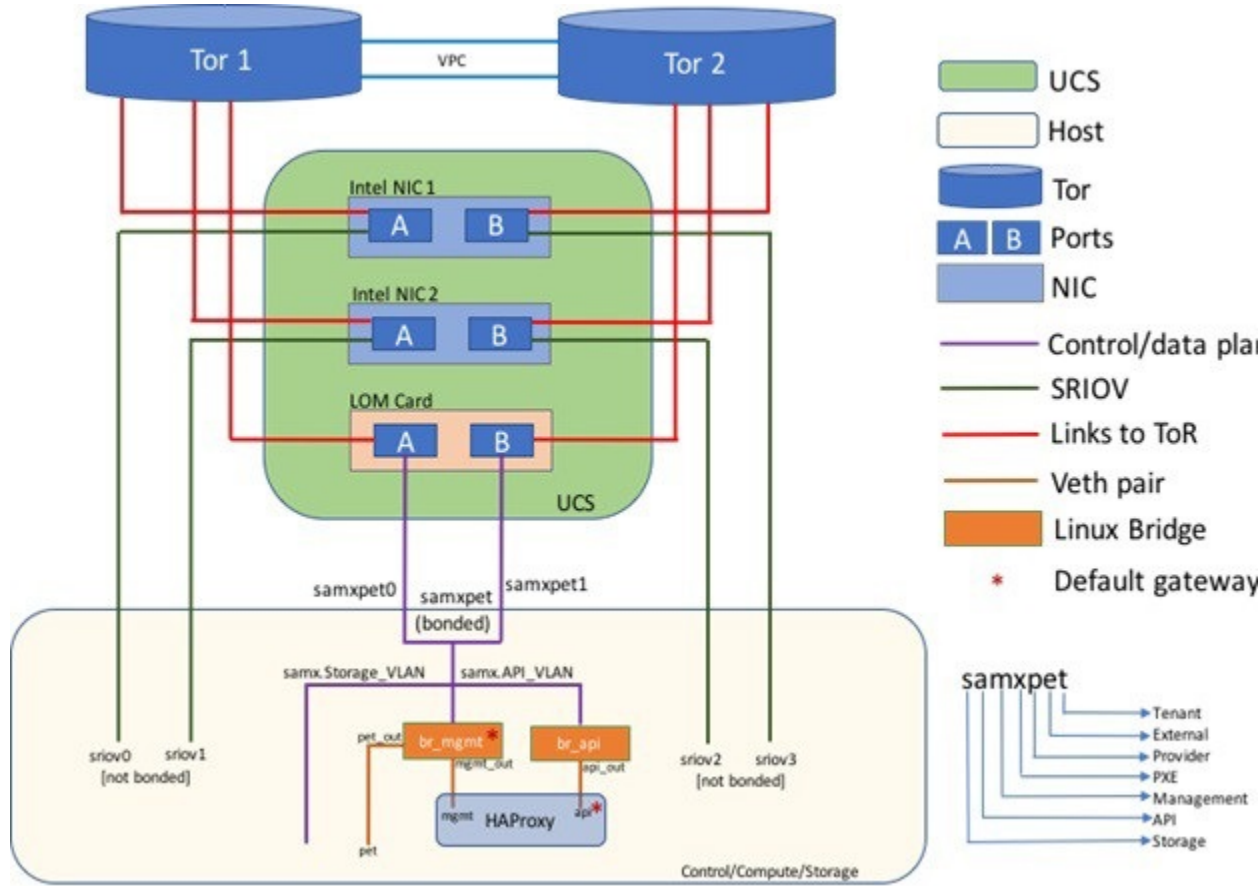 Tor 1
VPC
Tor 2
UCS
Host
Tor
A B Ports
NIC
Control/data plan
SRIOV
Links to ToR
Veth pair
Linux Bridge
* Default gateway
Intel NIC 1
A B
Intel NIC 2
A B
LOM Card
A B
UCS
samxpet0
samxpet
(bonded)
samxpet1
samx.Storage_VLAN
samx.API_VLAN
pet_out
br_mgmt*
mgmt_out
br_api
api_out
sriov0 sriov1
[not bonded]
sriov2 sriov3
[not bonded]
mgmt
HAProxy
api*
pet
Control/Compute/Storage
samxpet
Tenant
External
Provider
PXE
Management
API
Storage